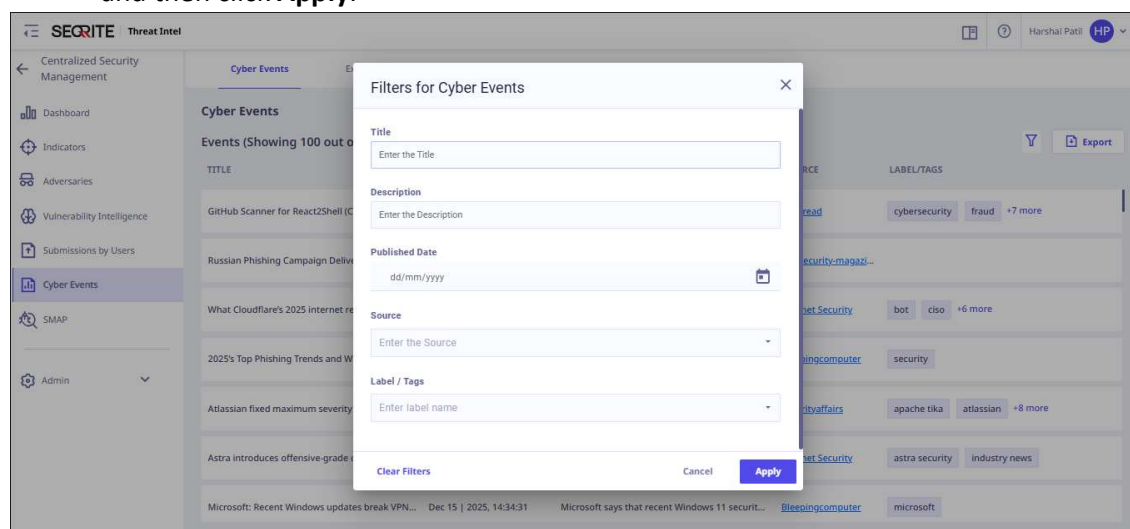 and then click Apply.
SEQRITE Threat Intel
Harshal Patil HP
Centralized Security
Management
Dashboard
Indicators
Adversaries
Vulnerability Intelligence
Submissions by Users
Cyber Events
SMAP
Admin
Cyber Events
Cyber Events
Events (Showing 100 out o
Export
TITLE
RCE
LABEL/TAGS
GitHub Scanner for React2Shell (C
read
cybersecurity fraud +7 more
Russian Phishing Campaign Delive
ecurity-magazi...
What Cloudflare's 2025 internet re
net Security
bot ciso +6 more
2025's Top Phishing Trends and W
ingcomputer
security
Atlassian fixed maximum severity
rityaffairs
apache tika atlassian +8 more
Astra introduces offensive-grade
net Security
astra security industry news
Microsoft: Recent Windows updates break VPN... Dec 15 | 2025, 14:34:31 Microsoft says that recent Windows 11 securit... Bleepingcomputer microsoft
Filters for Cyber Events
Title
Enter the Title
Description
Enter the Description
Published Date
dd/mm/yyyy
Source
Enter the Source
Label / Tags
Enter label name
Clear Filters Cancel Apply